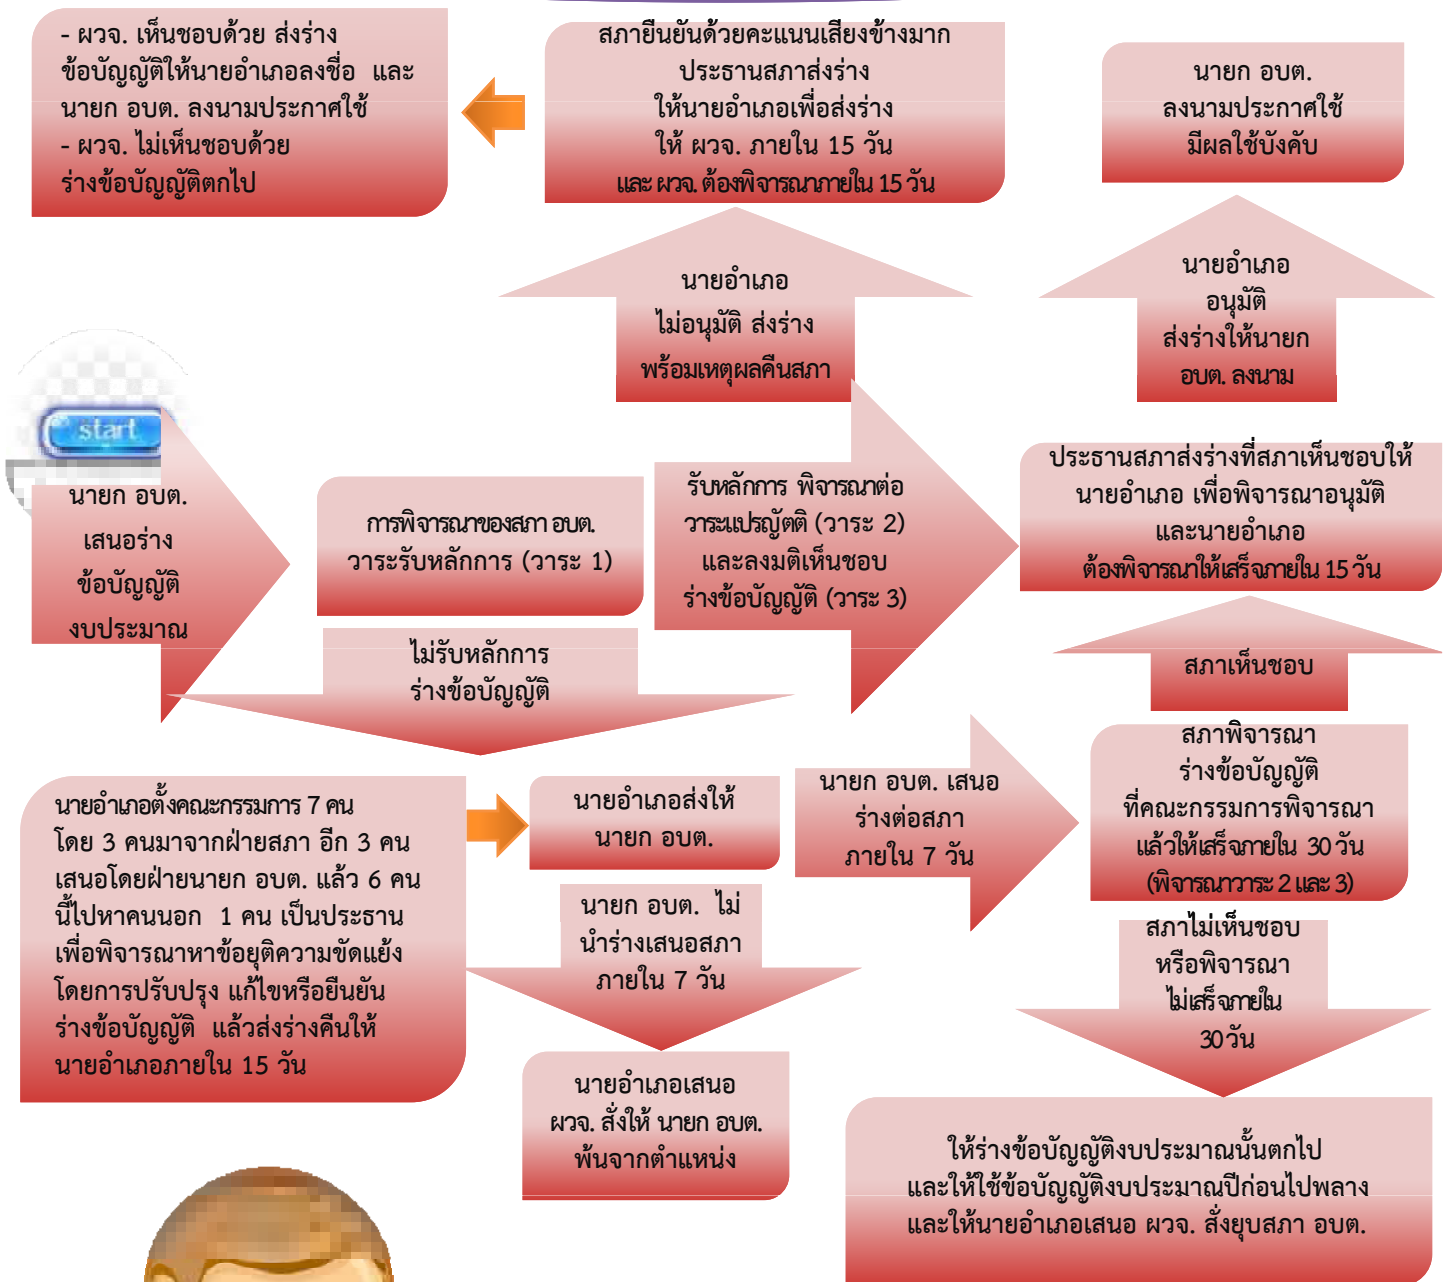 - ผวจ. เห็นชอบด้วย ส่งร่าง
ข้อบัญญัติให้นายอำเภอลงชื่อ และ
นายก อบต. ลงนามประกาศใช้
- ผวจ. ไม่เห็นชอบด้วย
ร่างข้อบัญญัติตกไป
สภายืนยันด้วยคะแนนเสียงข้างมาก
ประธานสภาส่งร่าง
ให้นายอำเภอเพื่อส่งร่าง
ให้ ผวจ. ภายใน 15 วัน
และ ผวจ. ต้องพิจารณาภายใน 15 วัน
นายก อบต.
ลงนามประกาศใช้
มีผลใช้บังคับ
นายอำเภอ
ไม่อนุมัติ ส่งร่าง
พร้อมเหตุผลคืนสภา
นายอำเภอ
อนุมัติ
ส่งร่างให้นายก
อบต. ลงนาม
start
นายก อบต.
เสนอร่าง
ข้อบัญญัติ
งบประมาณ
การพิจารณาของสภา อบต.
วาระรับหลักการ (วาระ 1)
รับหลักการ พิจารณาต่อ
วาระแปรญัตติ (วาระ 2)
และลงมติเห็นชอบ
ร่างข้อบัญญัติ (วาระ 3)
ประธานสภาส่งร่างที่สภาเห็นชอบให้
นายอำเภอ เพื่อพิจารณาอนุมัติ
และนายอำเภอ
ต้องพิจารณาให้เสร็จภายใน 15 วัน
ไม่รับหลักการ
ร่างข้อบัญญัติ
สภาเห็นชอบ
นายอำเภอตั้งคณะกรรมการ 7 คน
โดย 3 คนมาจากฝ่ายสภา อีก 3 คน
เสนอโดยฝ่ายนายก อบต. แล้ว 6 คน
นี้ไปหาคนนอก 1 คน เป็นประธาน
เพื่อพิจารณาหาข้อยุติความขัดแย้ง
โดยการปรับปรุง แก้ไขหรือยืนยัน
ร่างข้อบัญญัติ แล้วส่งร่างคืนให้
นายอำเภอภายใน 15 วัน
นายอำเภอส่งให้
นายก อบต.
นายก อบต. เสนอ
ร่างต่อสภา
ภายใน 7 วัน
สภาพิจารณา
ร่างข้อบัญญัติ
ที่คณะกรรมการพิจารณา
แล้วให้เสร็จภายใน 30 วัน
(พิจารณาวาระ 2 และ 3)
นายก อบต. ไม่
นำร่างเสนอสภา
ภายใน 7 วัน
สภาไม่เห็นชอบ
หรือพิจารณา
ไม่เสร็จภายใน
30 วัน
นายอำเภอเสนอ
ผวจ. สั่งให้ นายก อบต.
พ้นจากตำแหน่ง
ให้ร่างข้อบัญญัติงบประมาณนั้นตกไป
และให้ใช้ข้อบัญญัติงบประมาณปีก่อนไปพลาง
และให้นายอำเภอเสนอ ผวจ. สั่งยุบสภา อบต.